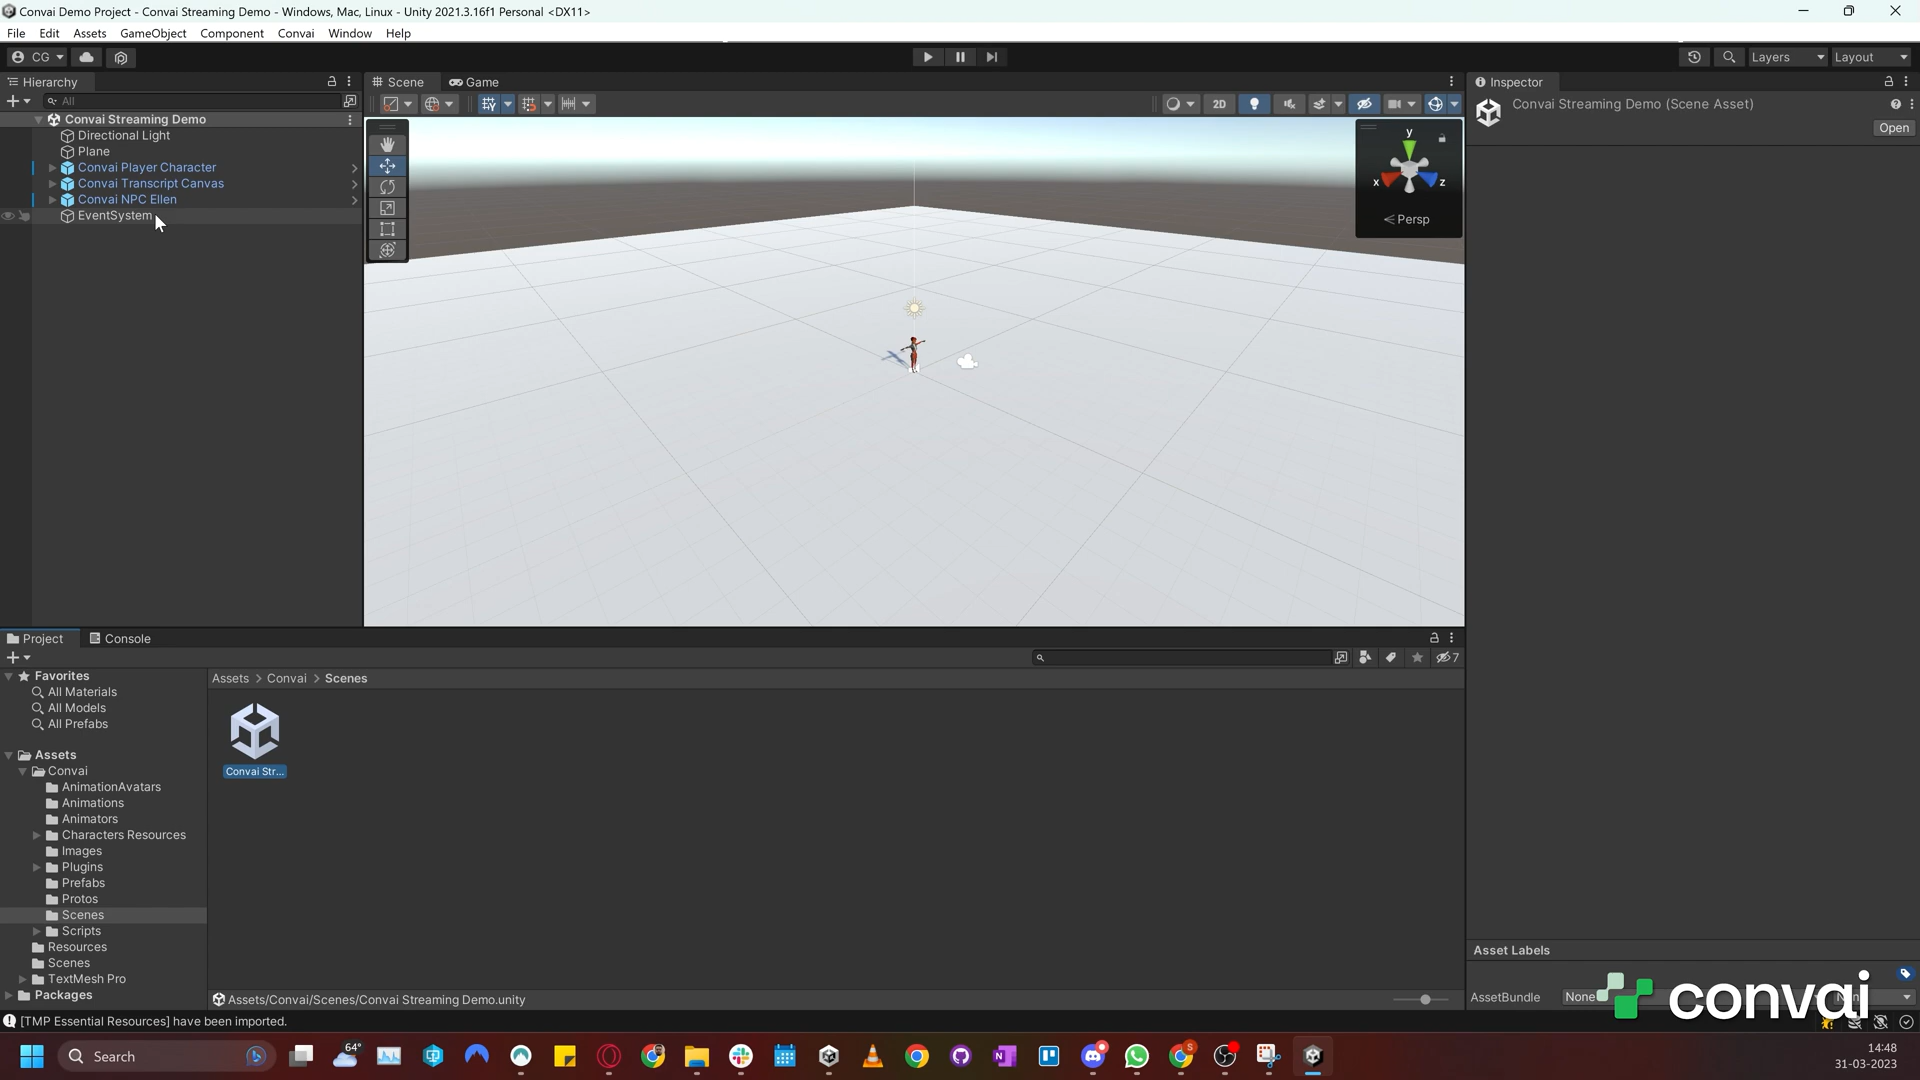 Convai Demo Project - Convai Streaming Demo - Windows, Mac, Linux - Unity 2021.3.16f1 Personal <DX11>
File Edit Assets GameObject Component Convai Window Help
CG Layers Layout
Hierarchy
All
Convai Streaming Demo
Directional Light
Plane
Convai Player Character
Convai Transcript Canvas
Convai NPC Ellen
EventSystem
Scene Game
2D
y
x z
Persp
Inspector
Convai Streaming Demo (Scene Asset)
Open
Project Console
7
Favorites
All Materials
All Models
All Prefabs
Assets
Convai
AnimationAvatars
Animations
Animators
Characters Resources
Images
Plugins
Prefabs
Protos
Scenes
Scripts
Resources
Scenes
TextMesh Pro
Packages
Assets > Convai > Scenes
Convai Str...
Assets/Convai/Scenes/Convai Streaming Demo.unity
Asset Labels
AssetBundle None
convai
[TMP Essential Resources] have been imported.
Search
64°
14:48
31-03-2023